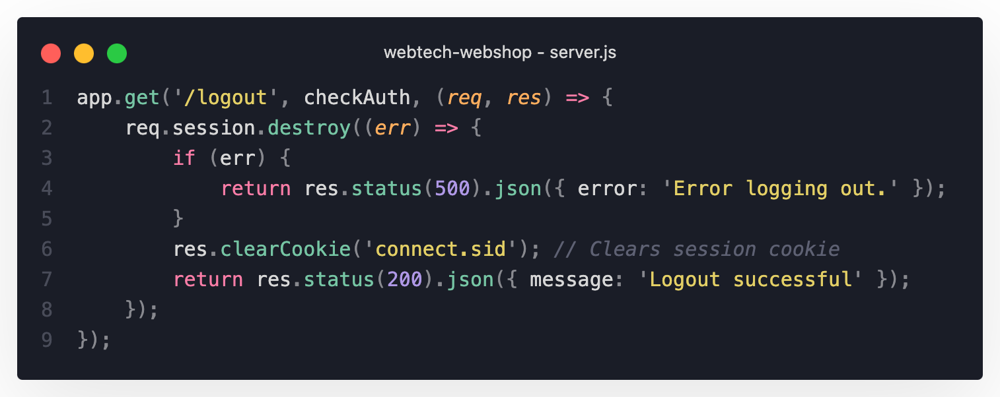 webtech-webshop - server.js
1 app.get('/logout', checkAuth, (req, res) => {
2     req.session.destroy((err) => {
3         if (err) {
4             return res.status(500).json({ error: 'Error logging out.' });
5         }
6         res.clearCookie('connect.sid'); // Clears session cookie
7         return res.status(200).json({ message: 'Logout successful' });
8     });
9 });